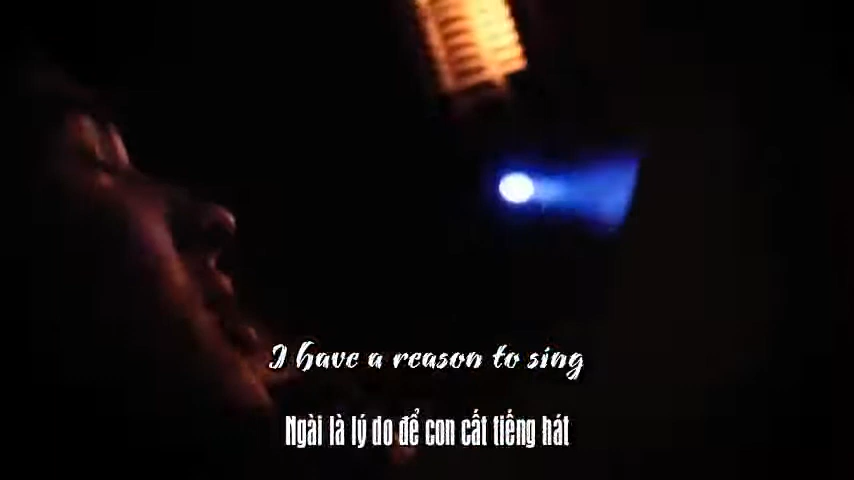 I have a reason to sing
Ngài là lý do để con cất tiếng hát